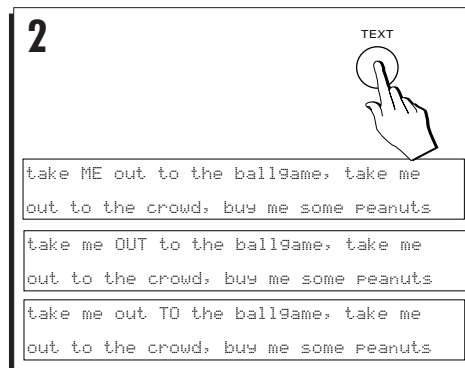 2
TEXT
take ME out to the ballgame, take me
out to the crowd, buy me some peanuts
take me OUT to the ballgame, take me
out to the crowd, buy me some peanuts
take me out TO the ballgame, take me
out to the crowd, buy me some peanuts